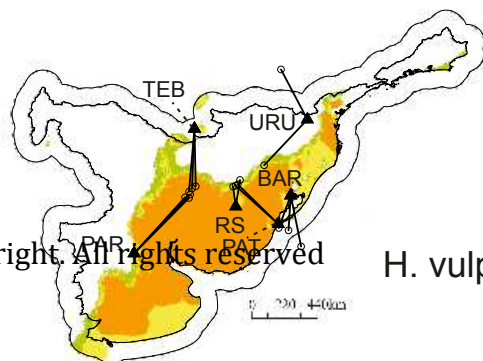 TEB
URU
BAR
RS
PAT
PAR
right. All rights reserved
H. vulp
0 220 440km